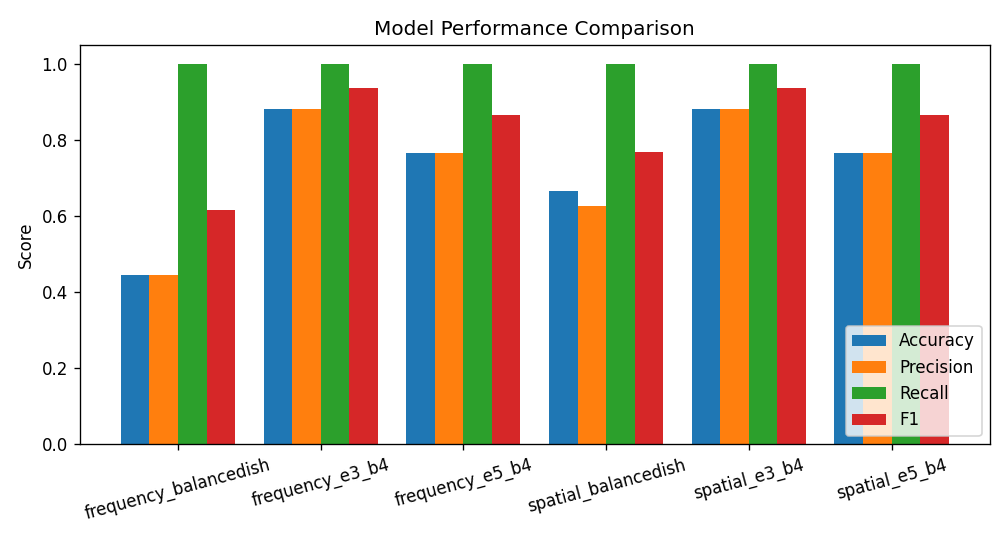 Model Performance Comparison
Score
1.0
0.8
0.6
0.4
0.2
0.0
Accuracy
Precision
Recall
F1
frequency_balancedish
frequency_e3_b4
frequency_e5_b4
spatial_balancedish
spatial_e3_b4
spatial_e5_b4